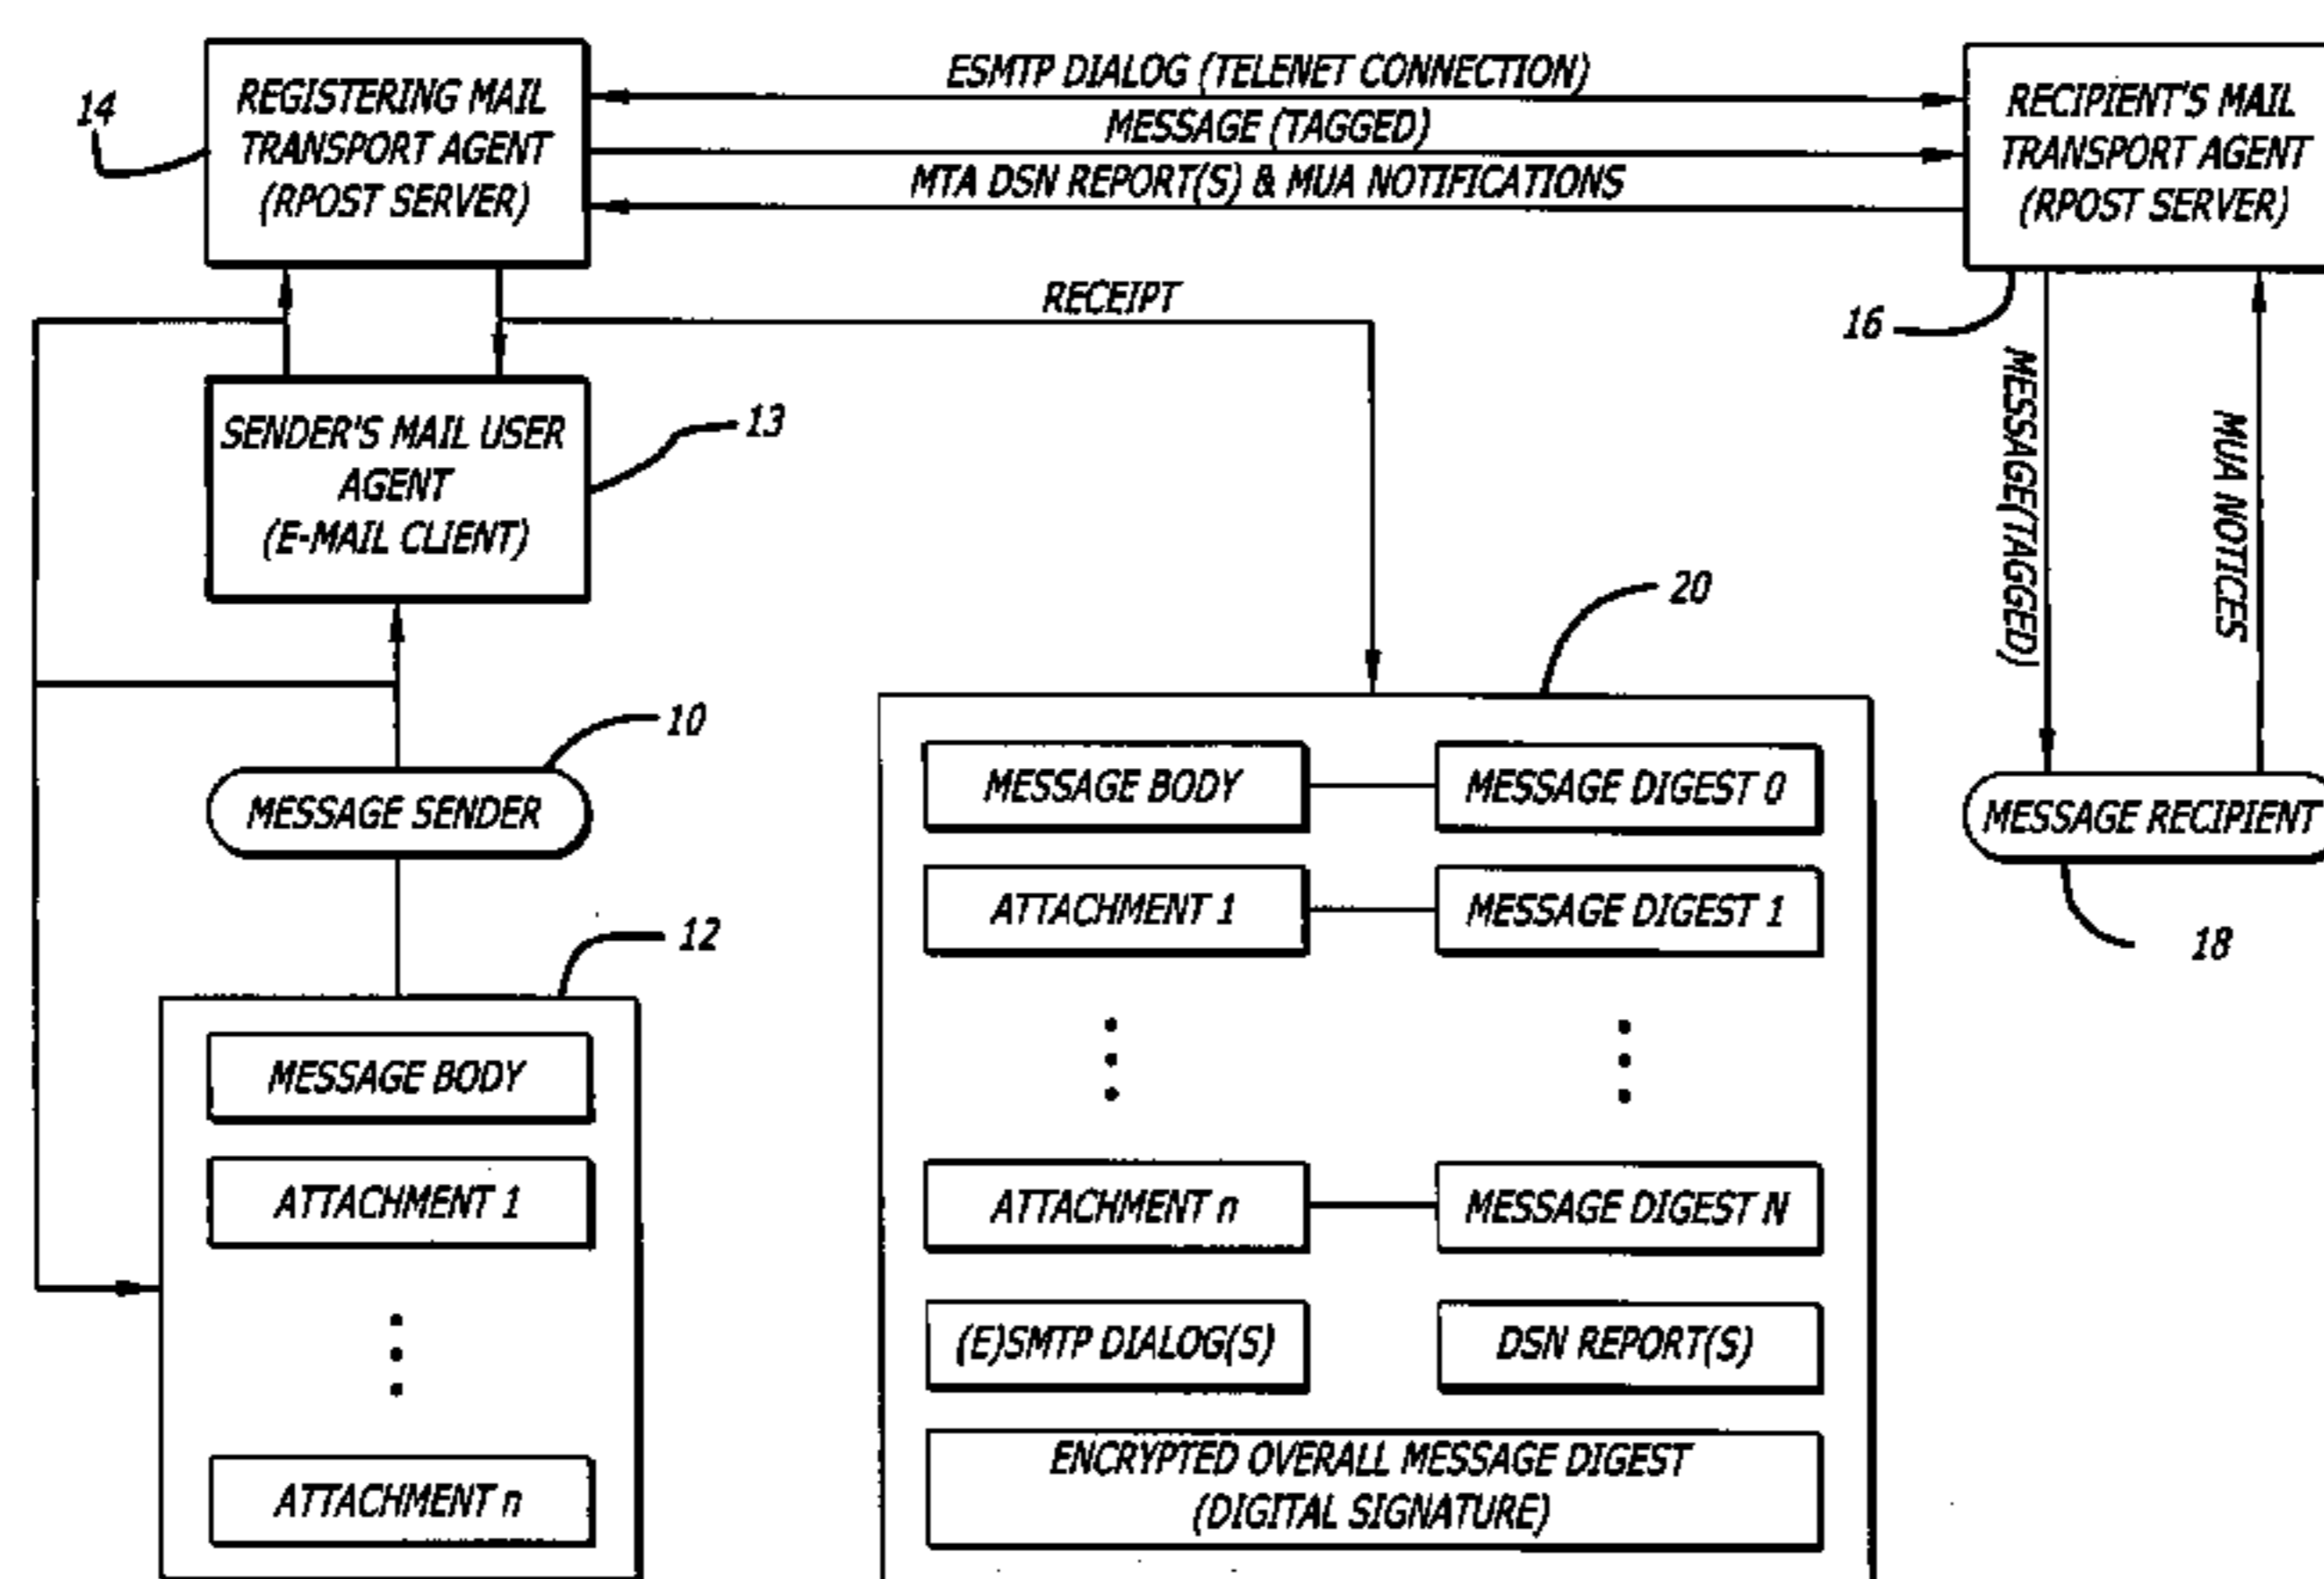 14
REGISTERING MAIL
TRANSPORT AGENT
(RPOST SERVER)
ESMTP DIALOG (TELENET CONNECTION)
MESSAGE (TAGGED)
MTA DSN REPORT(S) & MUA NOTIFICATIONS
RECIPIENT'S MAIL
TRANSPORT AGENT
(RPOST SERVER)
RECEIPT
16
SENDER'S MAIL USER
AGENT
(E-MAIL CLIENT)
13
MESSAGE(TAGGED)
MUA NOTICES
20
10
MESSAGE SENDER
MESSAGE RECIPIENT
18
12
MESSAGE BODY
ATTACHMENT 1
ATTACHMENT n
MESSAGE BODY
MESSAGE DIGEST 0
ATTACHMENT 1
MESSAGE DIGEST 1
ATTACHMENT n
MESSAGE DIGEST N
(E)SMTP DIALOG(S)
DSN REPORT(S)
ENCRYPTED OVERALL MESSAGE DIGEST
(DIGITAL SIGNATURE)